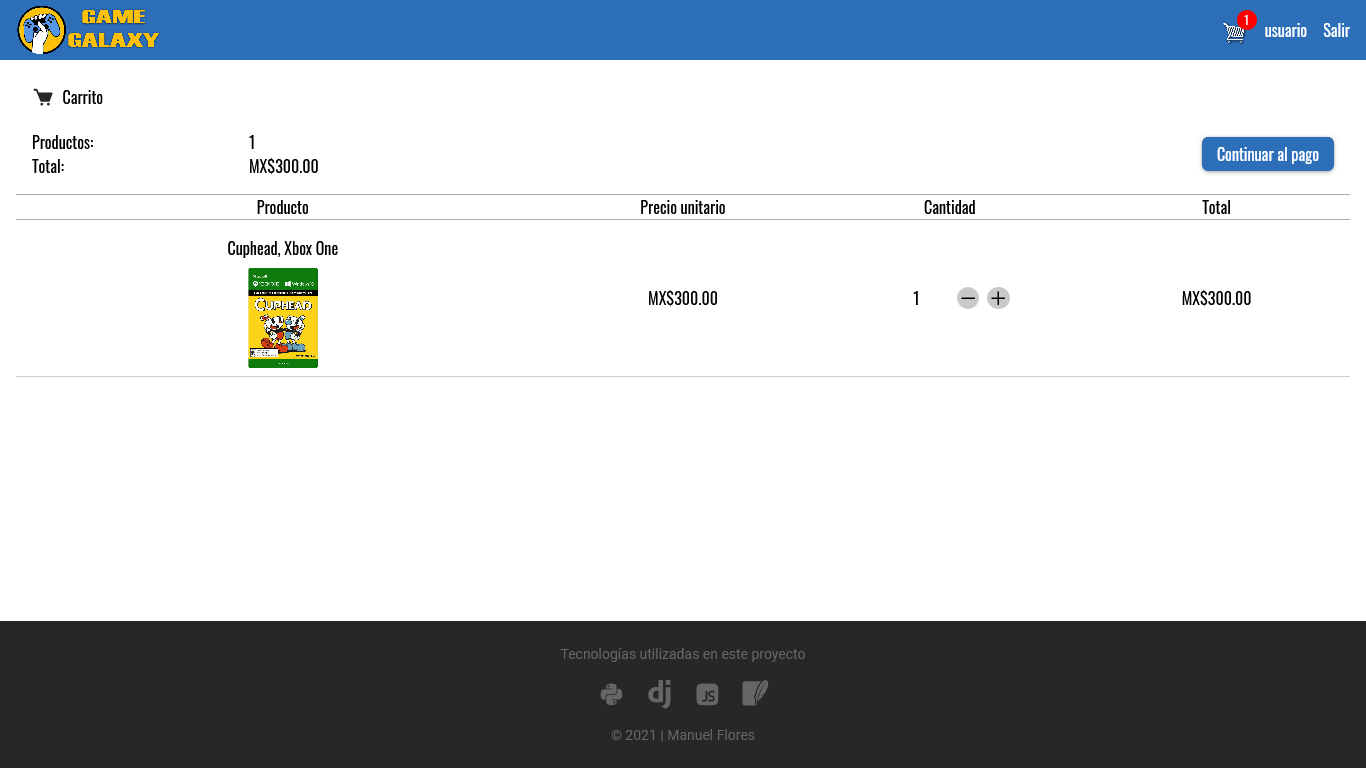 GAME
GALAXY
1
usuario
Salir
Carrito
Productos: 1
Total: MX$300.00
Continuar al pago
Producto Precio unitario Cantidad Total
Cuphead, Xbox One
CUPHEAD
MX$300.00 1 MX$300.00
Tecnologías utilizadas en este proyecto
dj JS
© 2021 | Manuel Flores